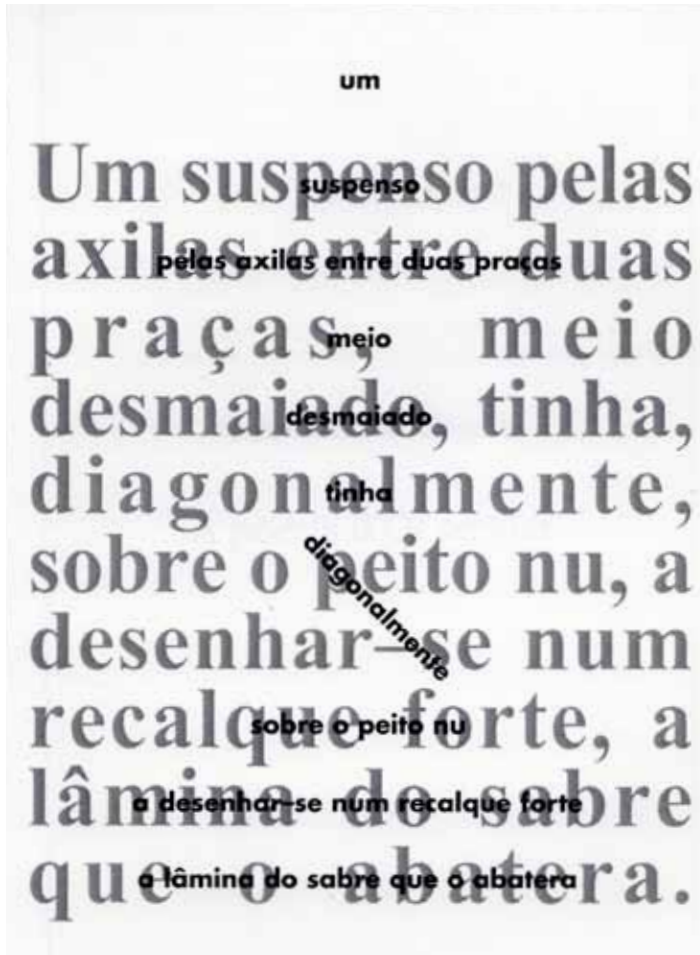 um
Um suspenso pelas
suspenso
axilas entre duas
pelas axilas entre duas praças
praças, meio
meio
desmaiado, tinha,
desmaiado
diagonalmente,
tinha
sobre o peito nu, a
diagonalmente
desenhar-se num
recalque forte, a
sobre o peito nu
lâmina do sabre
a desenhar-se num recalque forte
que o abatera.
a lâmina do sabre que o abatera